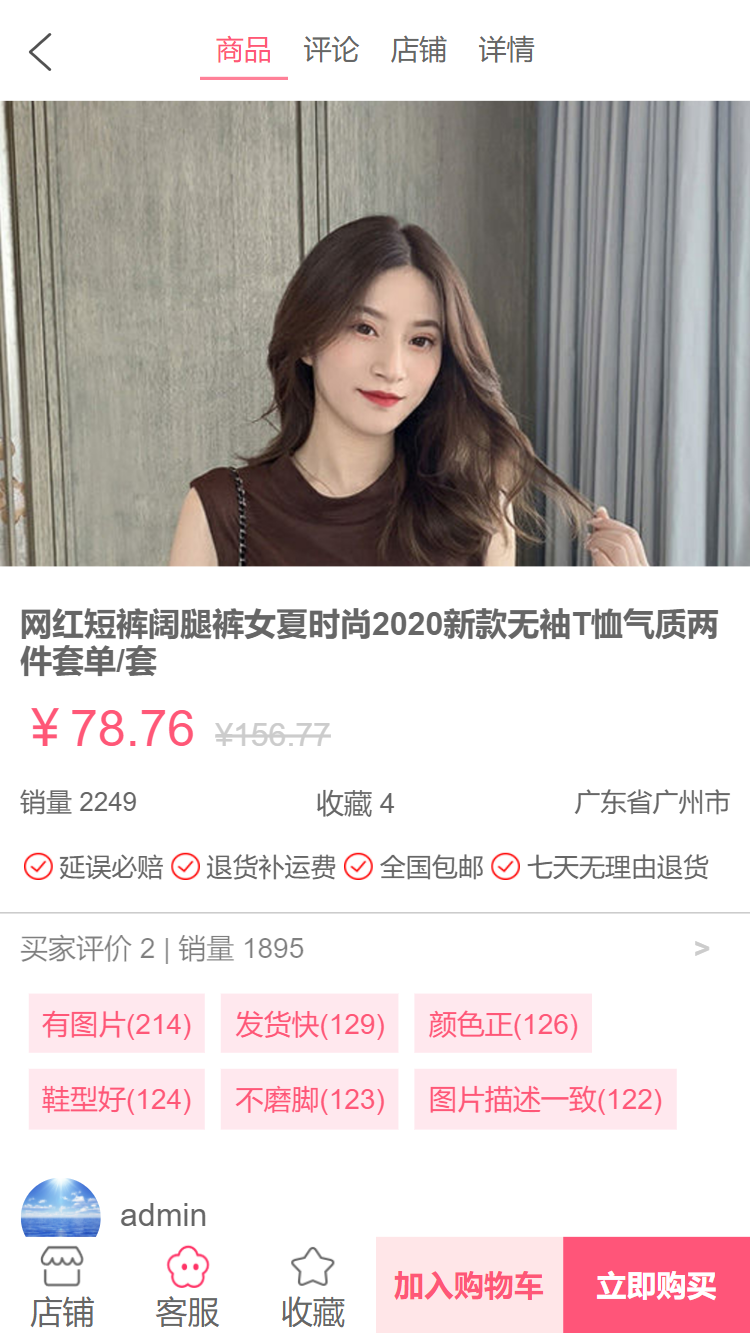 商品 评论 店铺 详情
网红短裤阔腿裤女夏时尚2020新款无袖T恤气质两
件套单/套
￥78.76 ¥156.77
销量 2249 收藏 4 广东省广州市
延误必赔 退货补运费 全国包邮 七天无理由退货
买家评价 2 | 销量 1895 >
有图片(214) 发货快(129) 颜色正(126)
鞋型好(124) 不磨脚(123) 图片描述一致(122)
admin
店铺 客服 收藏 加入购物车 立即购买